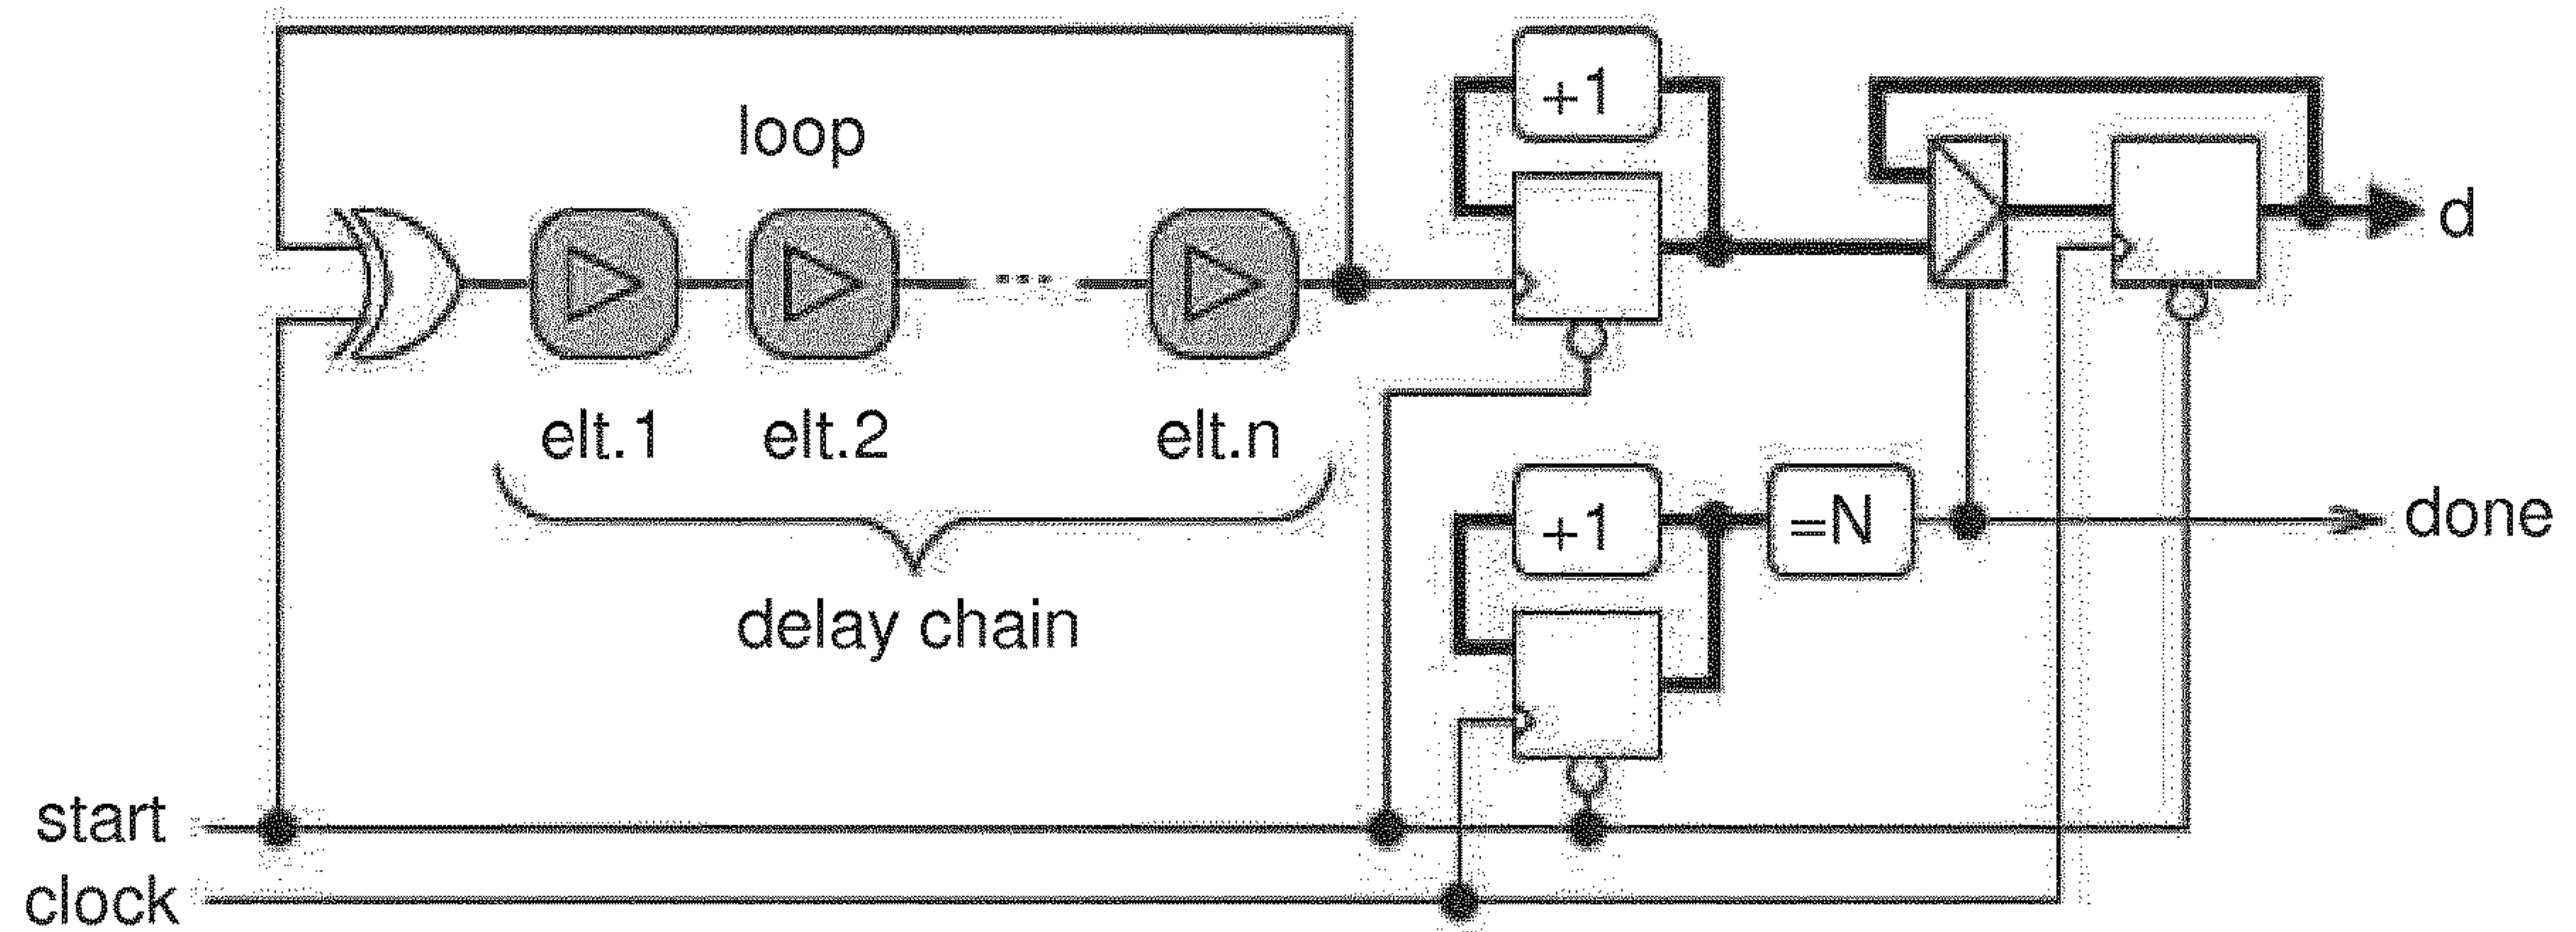 +1
loop
d
elt.1 elt.2 ... elt.n
+1 =N
done
delay chain
start
clock